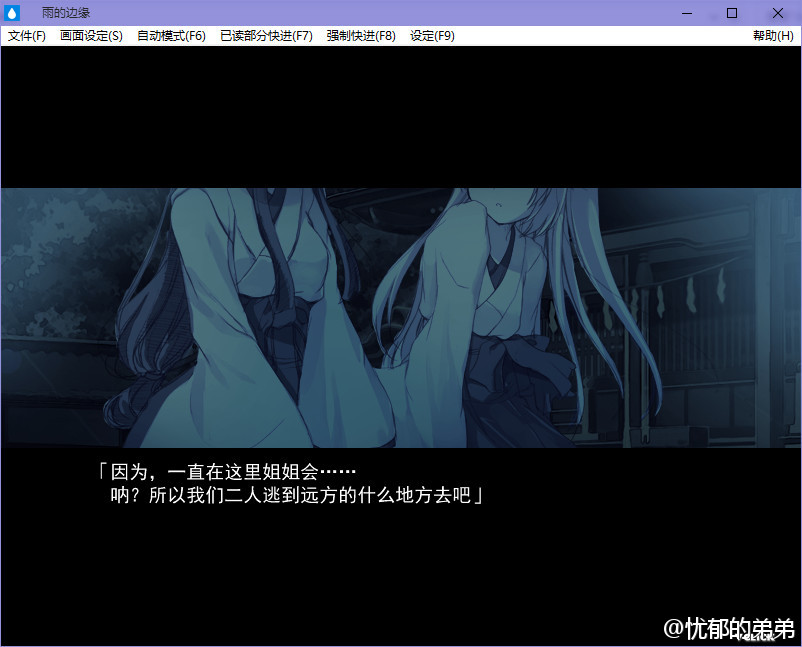 雨的边缘
文件(F) 画面设定(S) 自动模式(F6) 已读部分快进(F7) 强制快进(F8) 设定(F9) 帮助(H)
「因为，一直在这里姐姐会……
呐？所以我们二人逃到远方的什么地方去吧」
@忧郁的弟弟
CLICK